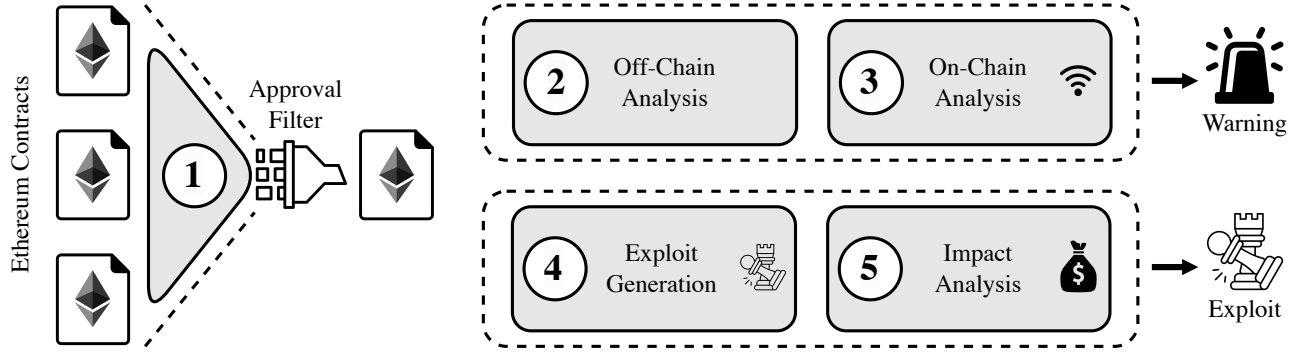 Ethereum Contracts
1
Approval
Filter
2
Off-Chain
Analysis
3
On-Chain
Analysis
Warning
4
Exploit
Generation
5
Impact
Analysis
$
Exploit